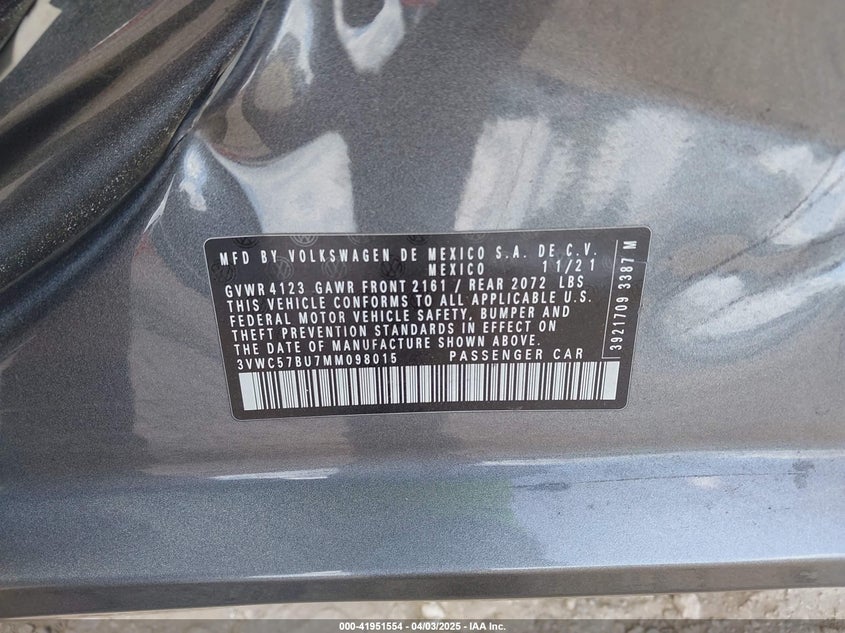 MFD BY VOLKSWAGEN DE MEXICO S.A. DE C.V.
MEXICO 11/21
GVWR 4123 GAWR FRONT 2161 / REAR 2072 LBS
THIS VEHICLE CONFORMS TO ALL APPLICABLE U.S.
FEDERAL MOTOR VEHICLE SAFETY, BUMPER AND
THEFT PREVENTION STANDARDS IN EFFECT ON
THE DATE OF MANUFACTURE SHOWN ABOVE.
3VWC57BU7MM098015 PASSENGER CAR
3921709 3387 M
000-41951554 - 04/03/2025 - IAA Inc.